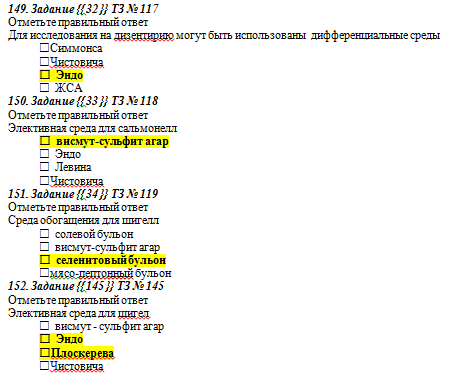 149. Задание {{32}} ТЗ № 117
Отметьте правильный ответ
Для исследования на дизентирию могут быть использованы дифференциальные среды
□ Симмонса
□ Чистовича
□ Эндо
□ ЖСА
150. Задание {{33}} ТЗ № 118
Отметьте правильный ответ
Элективная среда для сальмонелл
□ висмут-сульфит агар
□ Эндо
□ Левина
□ Чистовича
151. Задание {{34}} ТЗ № 119
Отметьте правильный ответ
Среда обогащения для шигелл
□ солевой бульон
□ висмут-сульфит агар
□ селенитовый бульон
□ мясо-пептонный бульон
152. Задание {{145}} ТЗ № 145
Отметьте правильный ответ
Элективная среда для шигел
□ висмут - сульфит агар
□ Эндо
□ Плоскерева
□ Чистовича